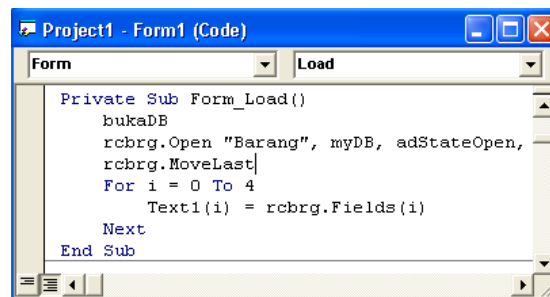 Project1 - Form1 (Code)
Form Load
Private Sub Form_Load()
    bukaDB
    rcbrg.Open "Barang", myDB, adStateOpen,
    rcbrg.MoveLast
    For i = 0 To 4
        Text1(i) = rcbrg.Fields(i)
    Next
End Sub